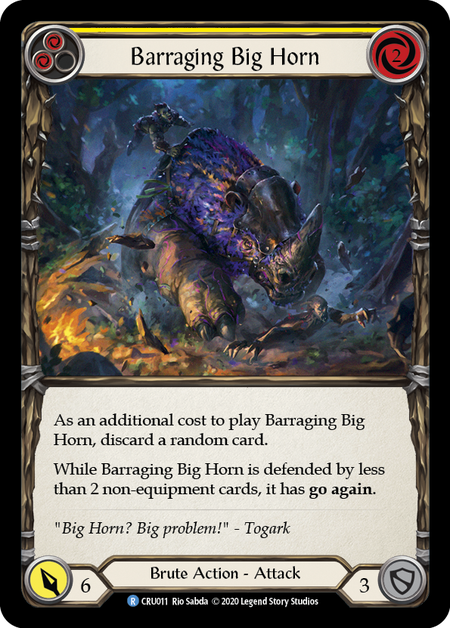 Barraging Big Horn
2
As an additional cost to play Barraging Big
Horn, discard a random card.
While Barraging Big Horn is defended by less
than 2 non-equipment cards, it has go again.
"Big Horn? Big problem!" - Togark
6
Brute Action - Attack
3
R CRU011 Rio Sabda © 2020 Legend Story Studios